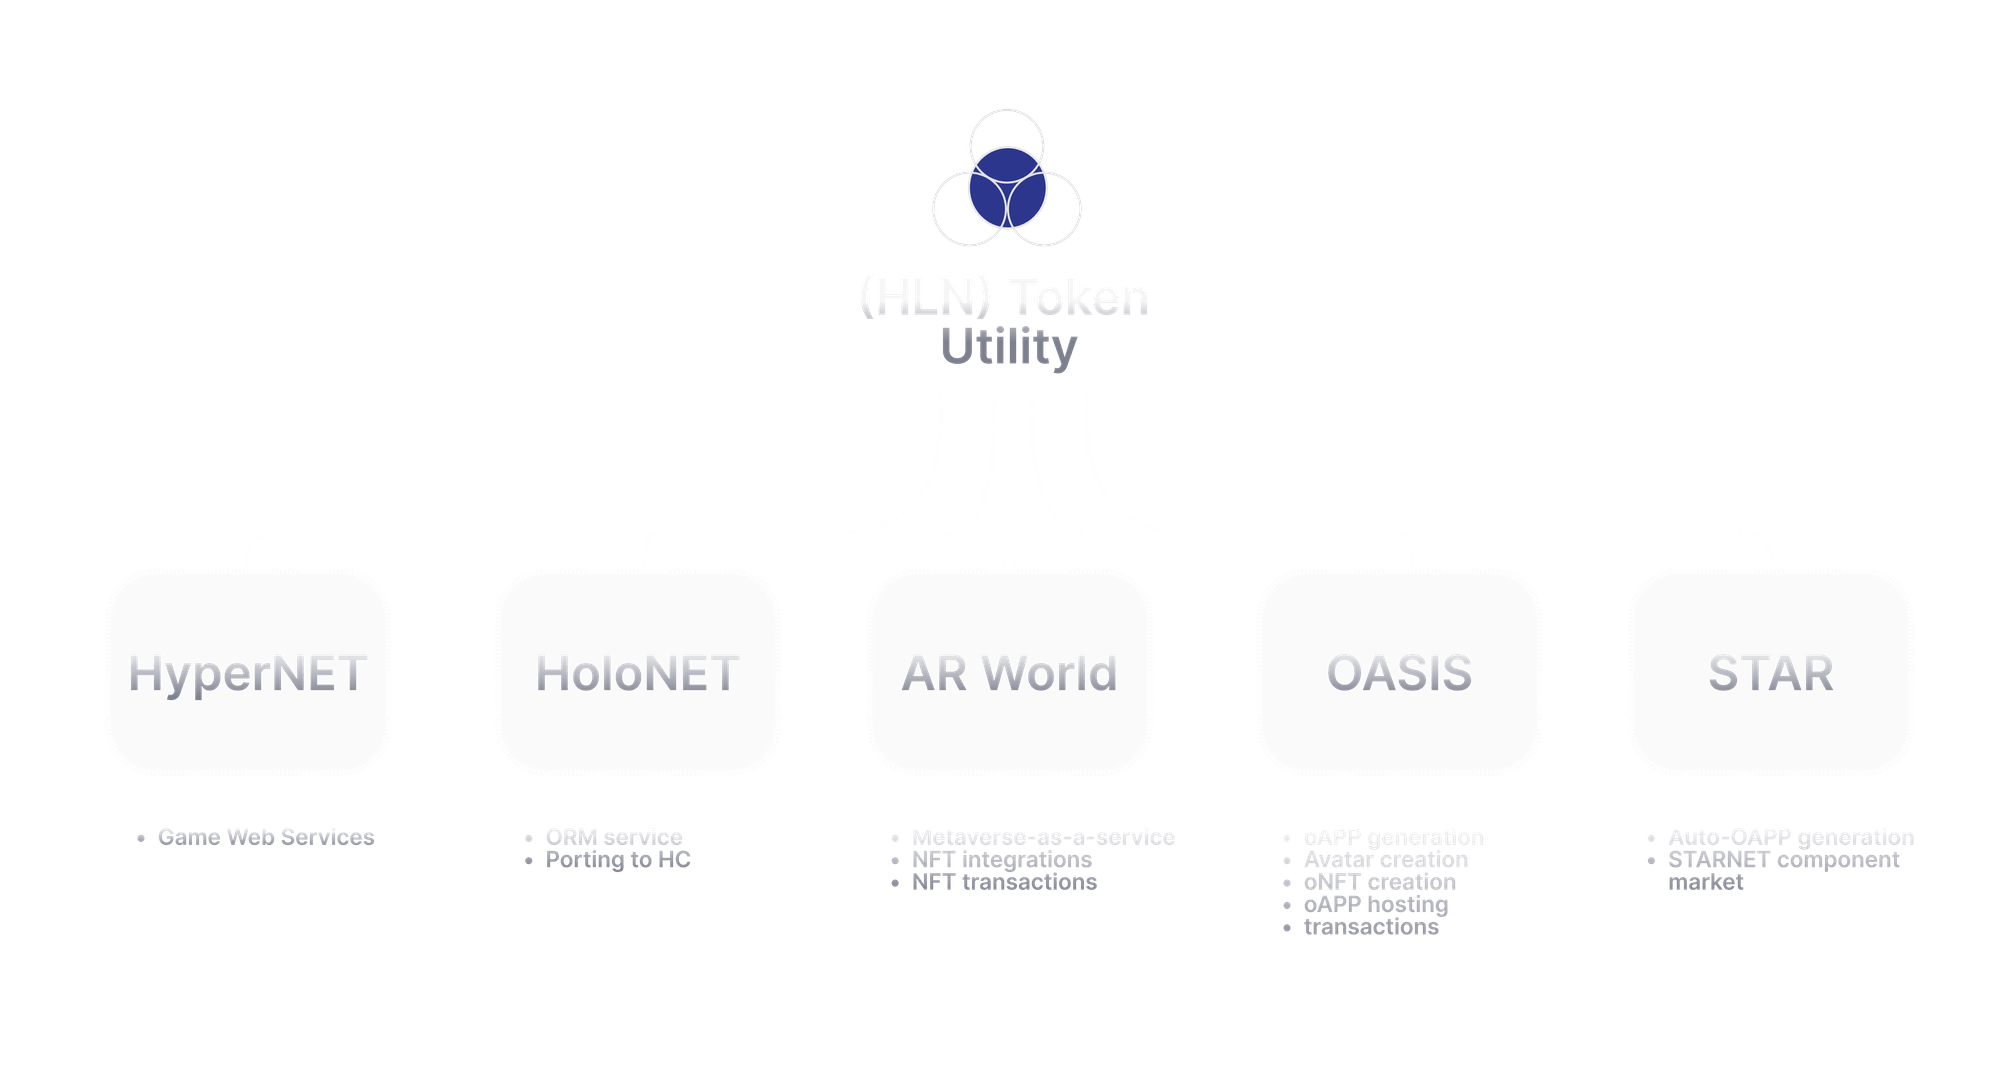 (HLN) Token
Utility
HyperNET
HoloNET
AR World
OASIS
STAR
• Game Web Services
• ORM service
• Porting to HC
• Metaverse-as-a-service
• NFT integrations
• NFT transactions
• oAPP generation
• Avatar creation
• oNFT creation
• oAPP hosting
• transactions
• Auto-OAPP generation
• STARNET component
market